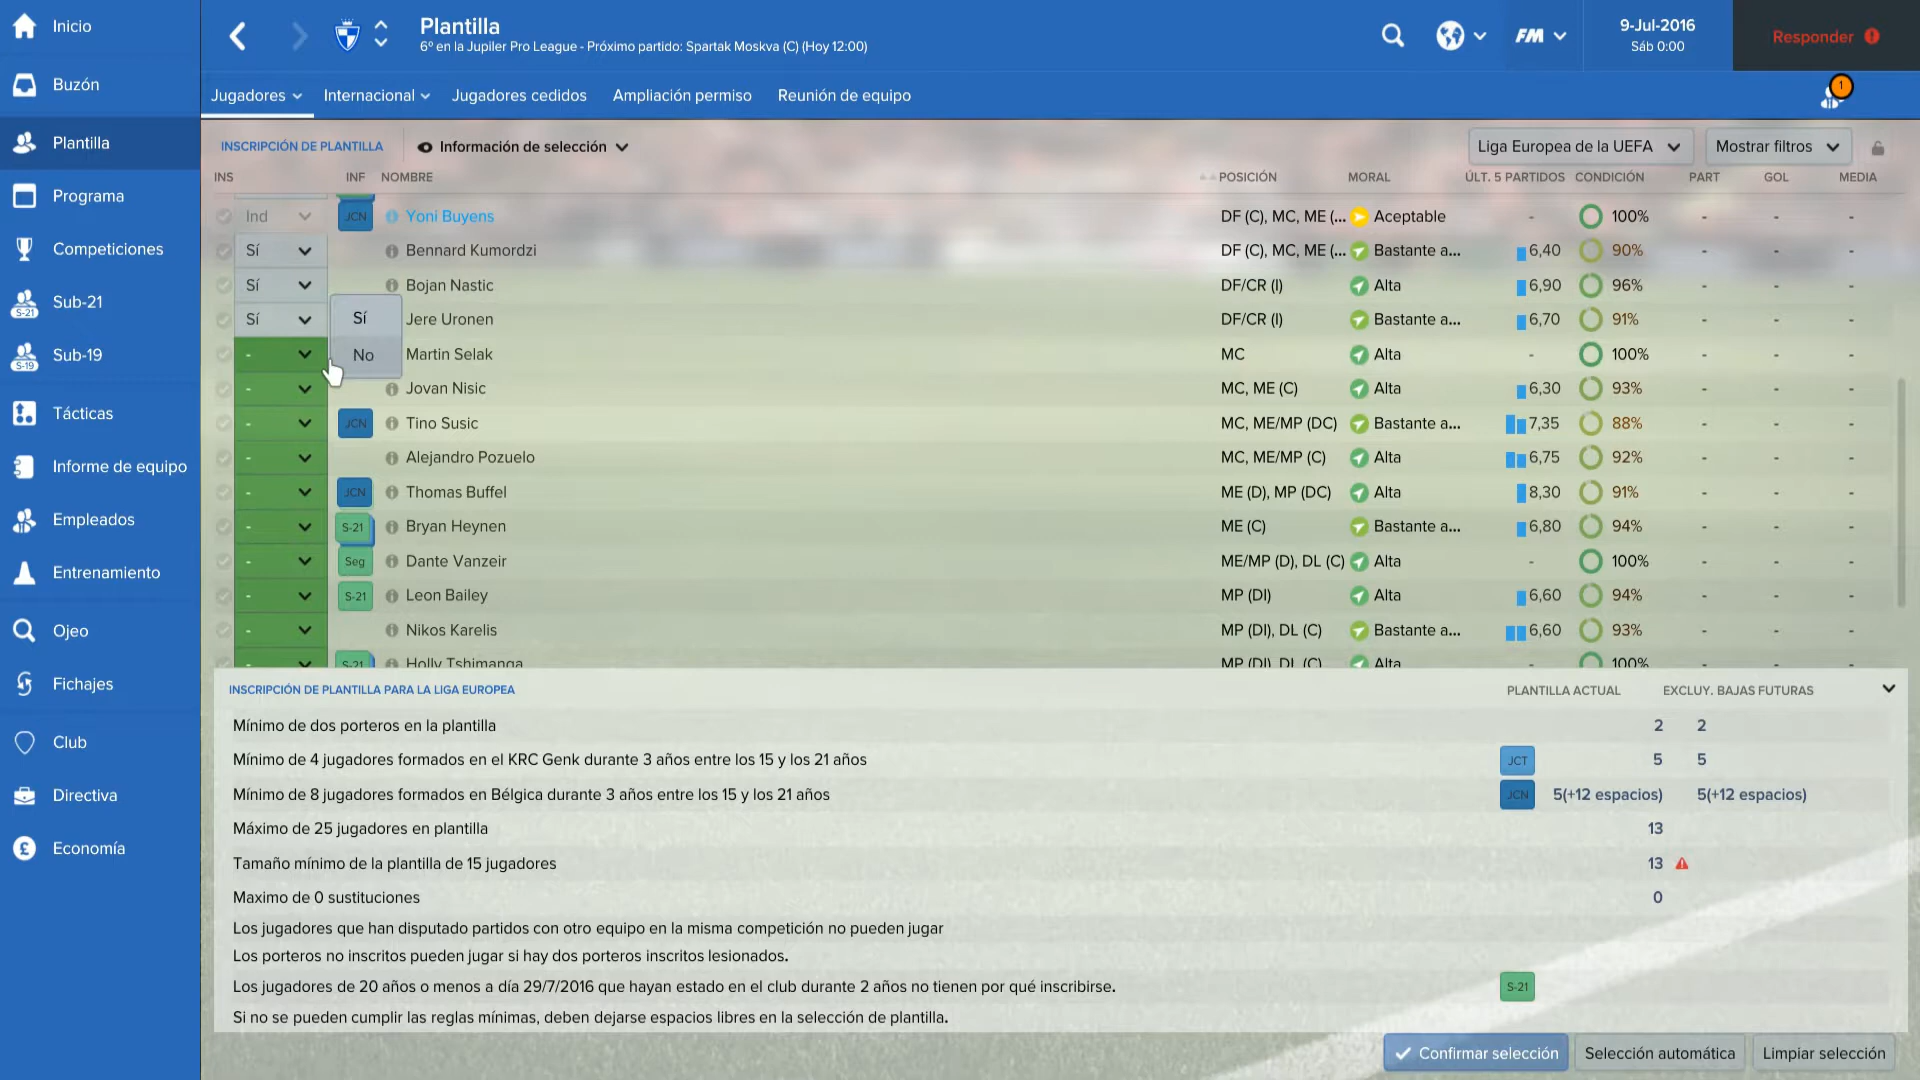 Inicio
Buzón
Plantilla
Programa
Competiciones
S-21
Sub-21
S-19
Sub-19
Tácticas
Informe de equipo
Empleados
Entrenamiento
Ojeo
Fichajes
Club
Directiva
Economía
Plantilla
6º en la Jupiler Pro League - Próximo partido: Spartak Moskva (C) (Hoy 12:00)
FM
9-Jul-2016
Sáb 0:00
Responder
Jugadores
Internacional
Jugadores cedidos
Ampliación permiso
Reunión de equipo
1
INSCRIPCIÓN DE PLANTILLA
Información de selección
Liga Europea de la UEFA
Mostrar filtros
INS INF NOMBRE POSICIÓN MORAL ÚLT. 5 PARTIDOS CONDICIÓN PART GOL MEDIA
Ind JCN Yoni Buyens DF (C), MC, ME (... Aceptable - 100% - - -
Sí Bennard Kumordzi DF (C), MC, ME (... Bastante a... 6,40 90% - - -
Sí Bojan Nastic DF/CR (I) Alta 6,90 96% - - -
Sí Jere Uronen DF/CR (I) Bastante a... 6,70 91% - - -
Sí
No
- Martin Selak MC Alta - 100% - - -
- Jovan Nisic MC, ME (C) Alta 6,30 93% - - -
- JCN Tino Susic MC, ME/MP (DC) Bastante a... 7,35 88% - - -
- Alejandro Pozuelo MC, ME/MP (C) Alta 6,75 92% - - -
- JCN Thomas Buffel ME (D), MP (DC) Alta 8,30 91% - - -
- S-21 Bryan Heynen ME (C) Bastante a... 6,80 94% - - -
- Seg Dante Vanzeir ME/MP (D), DL (C) Alta - 100% - - -
- S-21 Leon Bailey MP (DI) Alta 6,60 94% - - -
- Nikos Karelis MP (DI), DL (C) Bastante a... 6,60 93% - - -
- S-21 Holly Tshimanga MP (DI), DL (C) Alta - 100% - - -
INSCRIPCIÓN DE PLANTILLA PARA LA LIGA EUROPEA PLANTILLA ACTUAL EXCLUY. BAJAS FUTURAS
Mínimo de dos porteros en la plantilla 2 2
Mínimo de 4 jugadores formados en el KRC Genk durante 3 años entre los 15 y los 21 años JCT 5 5
Mínimo de 8 jugadores formados en Bélgica durante 3 años entre los 15 y los 21 años JCN 5(+12 espacios) 5(+12 espacios)
Máximo de 25 jugadores en plantilla 13
Tamaño mínimo de la plantilla de 15 jugadores 13
Maximo de 0 sustituciones 0
Los jugadores que han disputado partidos con otro equipo en la misma competición no pueden jugar
Los porteros no inscritos pueden jugar si hay dos porteros inscritos lesionados.
Los jugadores de 20 años o menos a día 29/7/2016 que hayan estado en el club durante 2 años no tienen por qué inscribirse. S-21
Si no se pueden cumplir las reglas mínimas, deben dejarse espacios libres en la selección de plantilla.
Confirmar selección
Selección automática
Limpiar selección